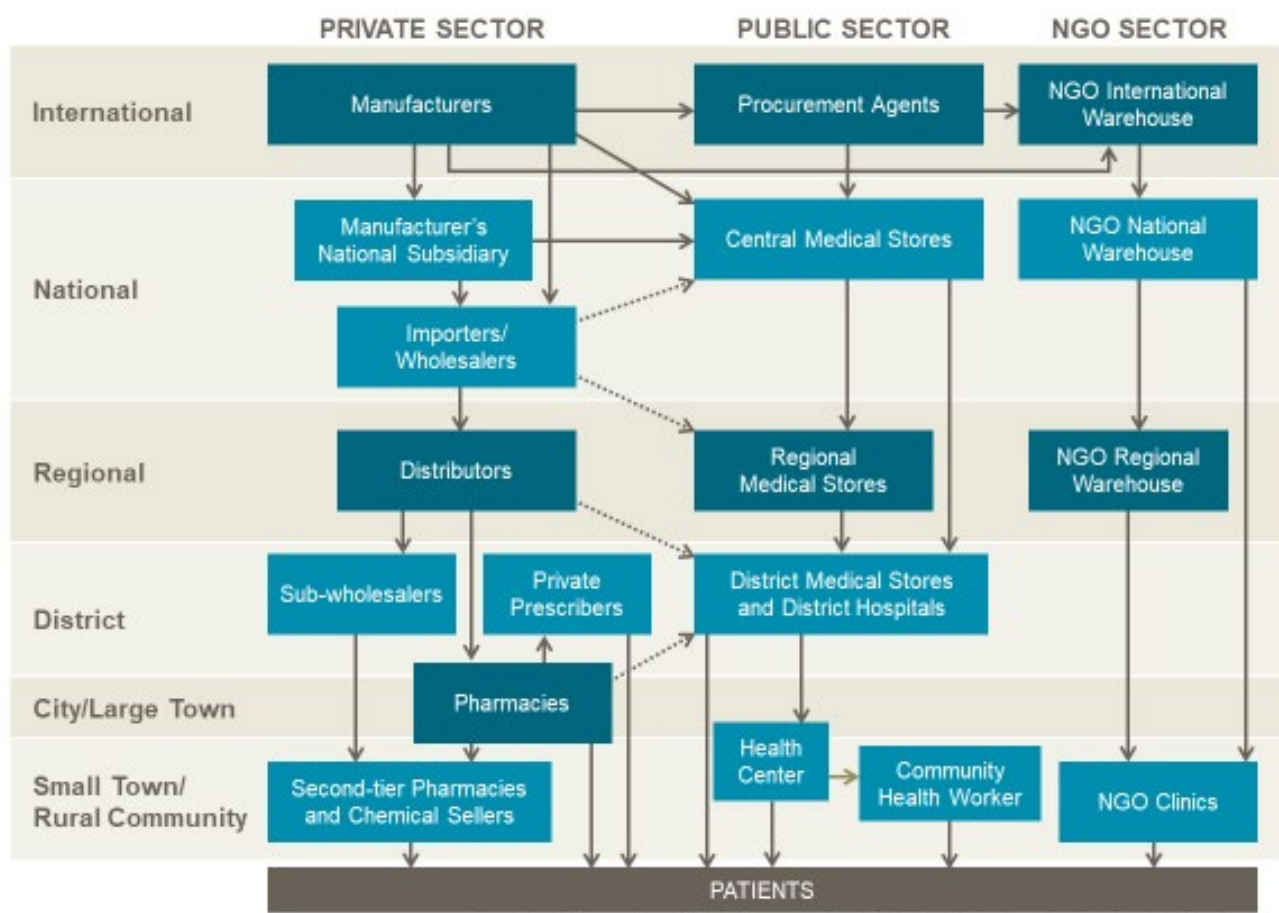 PRIVATE SECTOR
PUBLIC SECTOR
NGO SECTOR
International
Manufacturers
Procurement Agents
NGO International
Warehouse
National
Manufacturer's
National Subsidiary
Central Medical Stores
NGO National
Warehouse
Importers/
Wholesalers
Regional
Distributors
Regional
Medical Stores
NGO Regional
Warehouse
District
Sub-wholesalers
Private
Prescribers
District Medical Stores
and District Hospitals
City/Large Town
Pharmacies
Small Town/
Rural Community
Second-tier Pharmacies
and Chemical Sellers
Health
Center
Community
Health Worker
NGO Clinics
PATIENTS